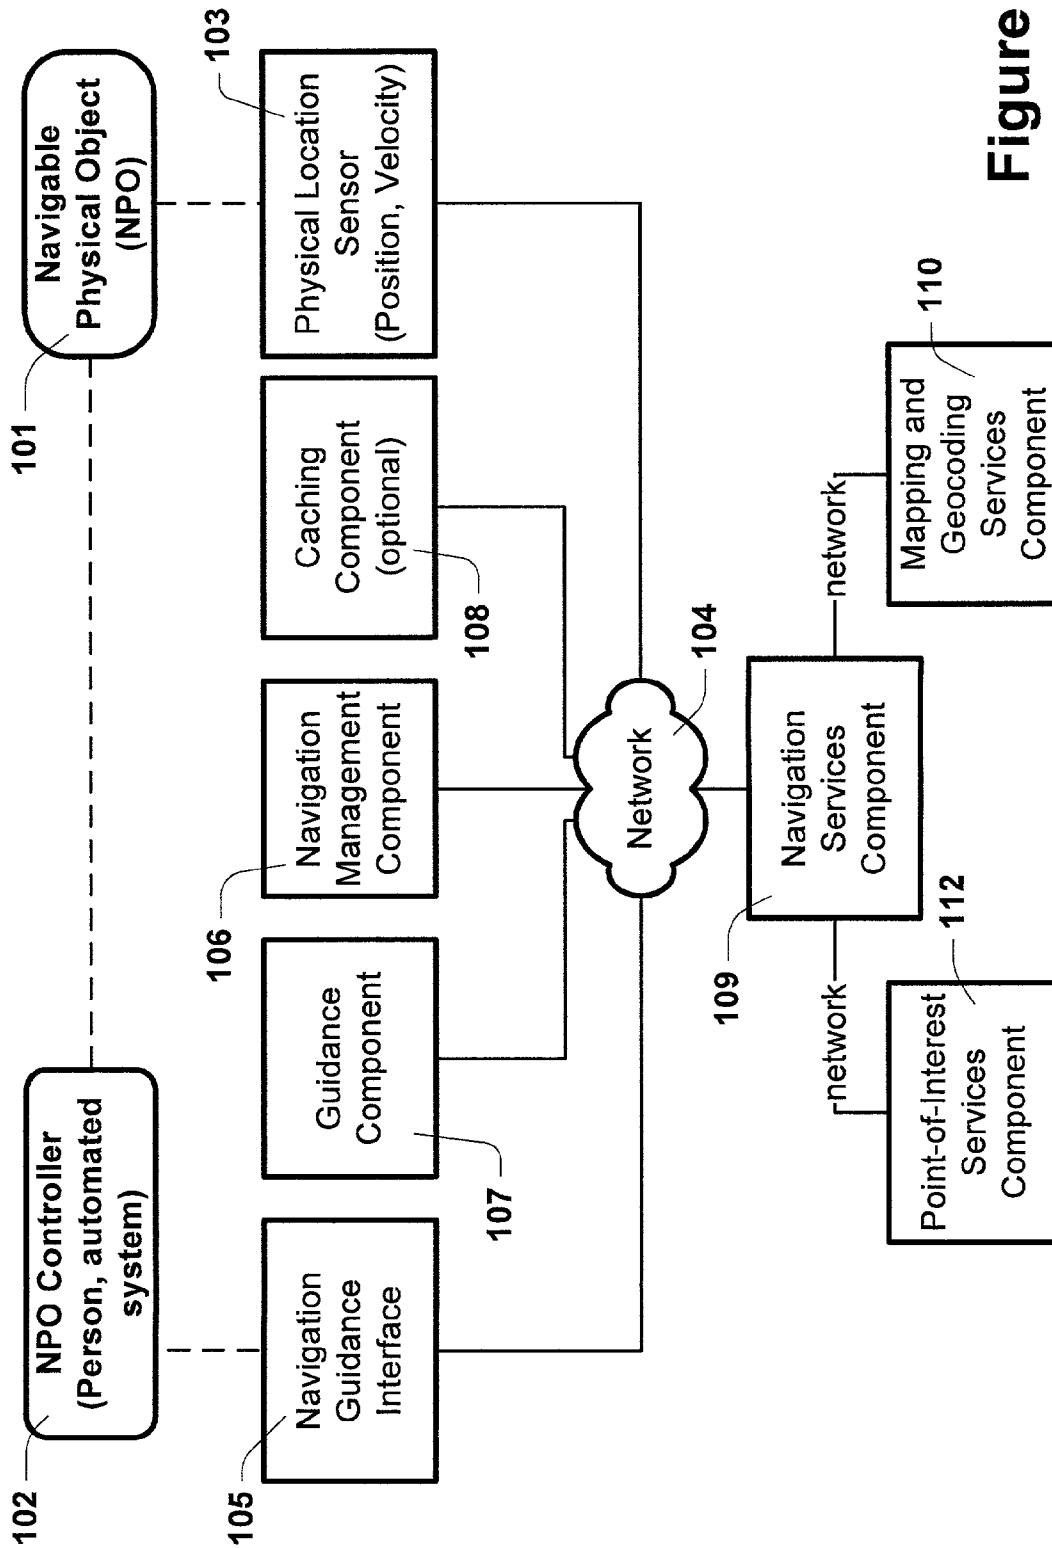 102
NPO Controller
(Person, automated
system)
101
Navigable
Physical Object
(NPO)
105
Navigation
Guidance
Interface
107
Guidance
Component
106
Navigation
Management
Component
108
Caching
Component
(optional)
103
Physical Location
Sensor
(Position, Velocity)
Network
104
109
Navigation
Services
Component
network
network
112
Point-of-Interest
Services
Component
110
Mapping and
Geocoding
Services
Component
Figure